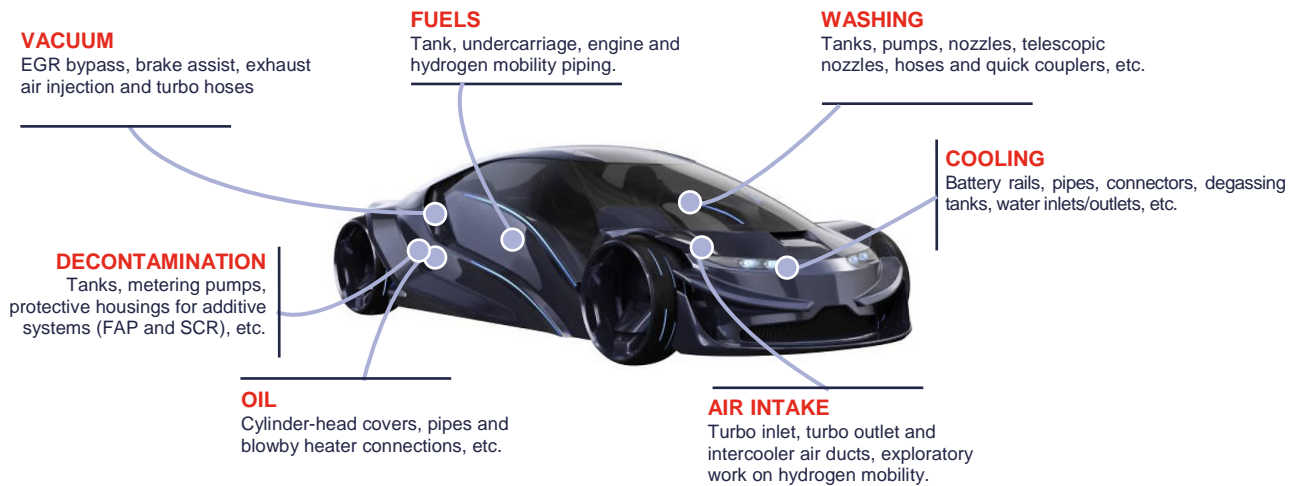 VACUUM
EGR bypass, brake assist, exhaust
air injection and turbo hoses
FUELS
Tank, undercarriage, engine and
hydrogen mobility piping.
WASHING
Tanks, pumps, nozzles, telescopic
nozzles, hoses and quick couplers, etc.
COOLING
Battery rails, pipes, connectors, degassing
tanks, water inlets/outlets, etc.
DECONTAMINATION
Tanks, metering pumps,
protective housings for additive
systems (FAP and SCR), etc.
OIL
Cylinder-head covers, pipes and
blowby heater connections, etc.
AIR INTAKE
Turbo inlet, turbo outlet and
intercooler air ducts, exploratory
work on hydrogen mobility.